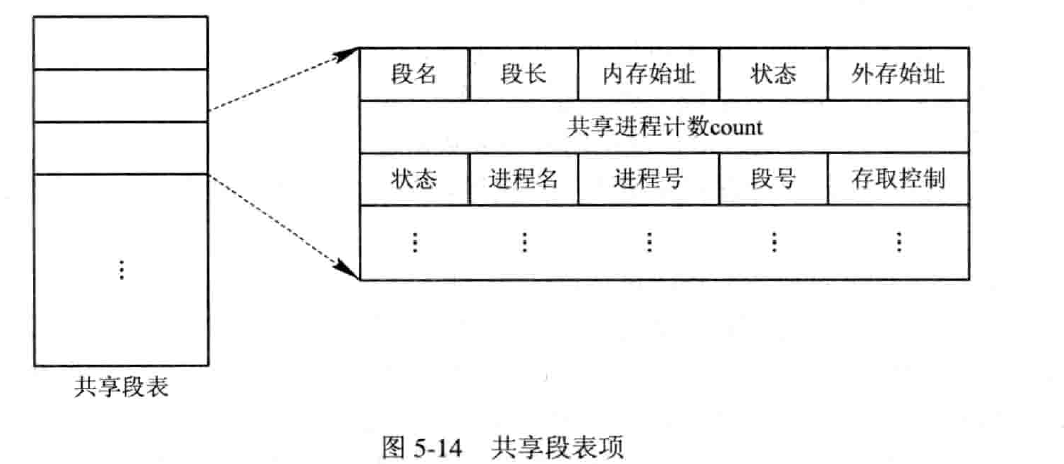 段名 段长 内存始址 状态 外存始址
共享进程计数count
状态 进程名 进程号 段号 存取控制
⋮ ⋮ ⋮ ⋮ ⋮
⋮
共享段表
图 5-14 共享段表项